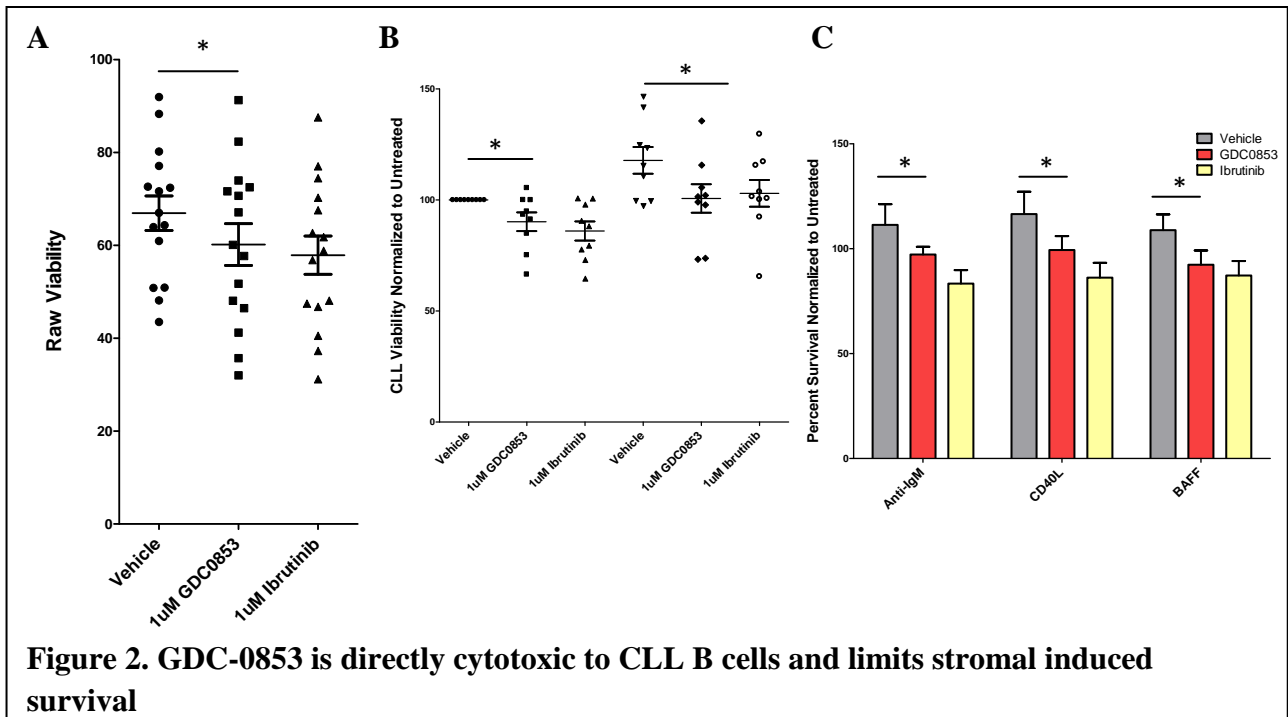 A
*
100
80
60
40
20
0
Raw Viability
Vehicle
1uM GDC0853
1uM Ibrutinib
B
*
*
150
100
50
0
CLL Viability Normalized to Untreated
Vehicle
1uM GDC0853
1uM Ibrutinib
Vehicle
1uM GDC0853
1uM Ibrutinib
C
Vehicle
GDC0853
Ibrutinib
*
*
*
150
100
50
0
Percent Survival Normalized to Untreated
Anti-IgM
CD40L
BAFF
Figure 2. GDC-0853 is directly cytotoxic to CLL B cells and limits stromal induced
survival